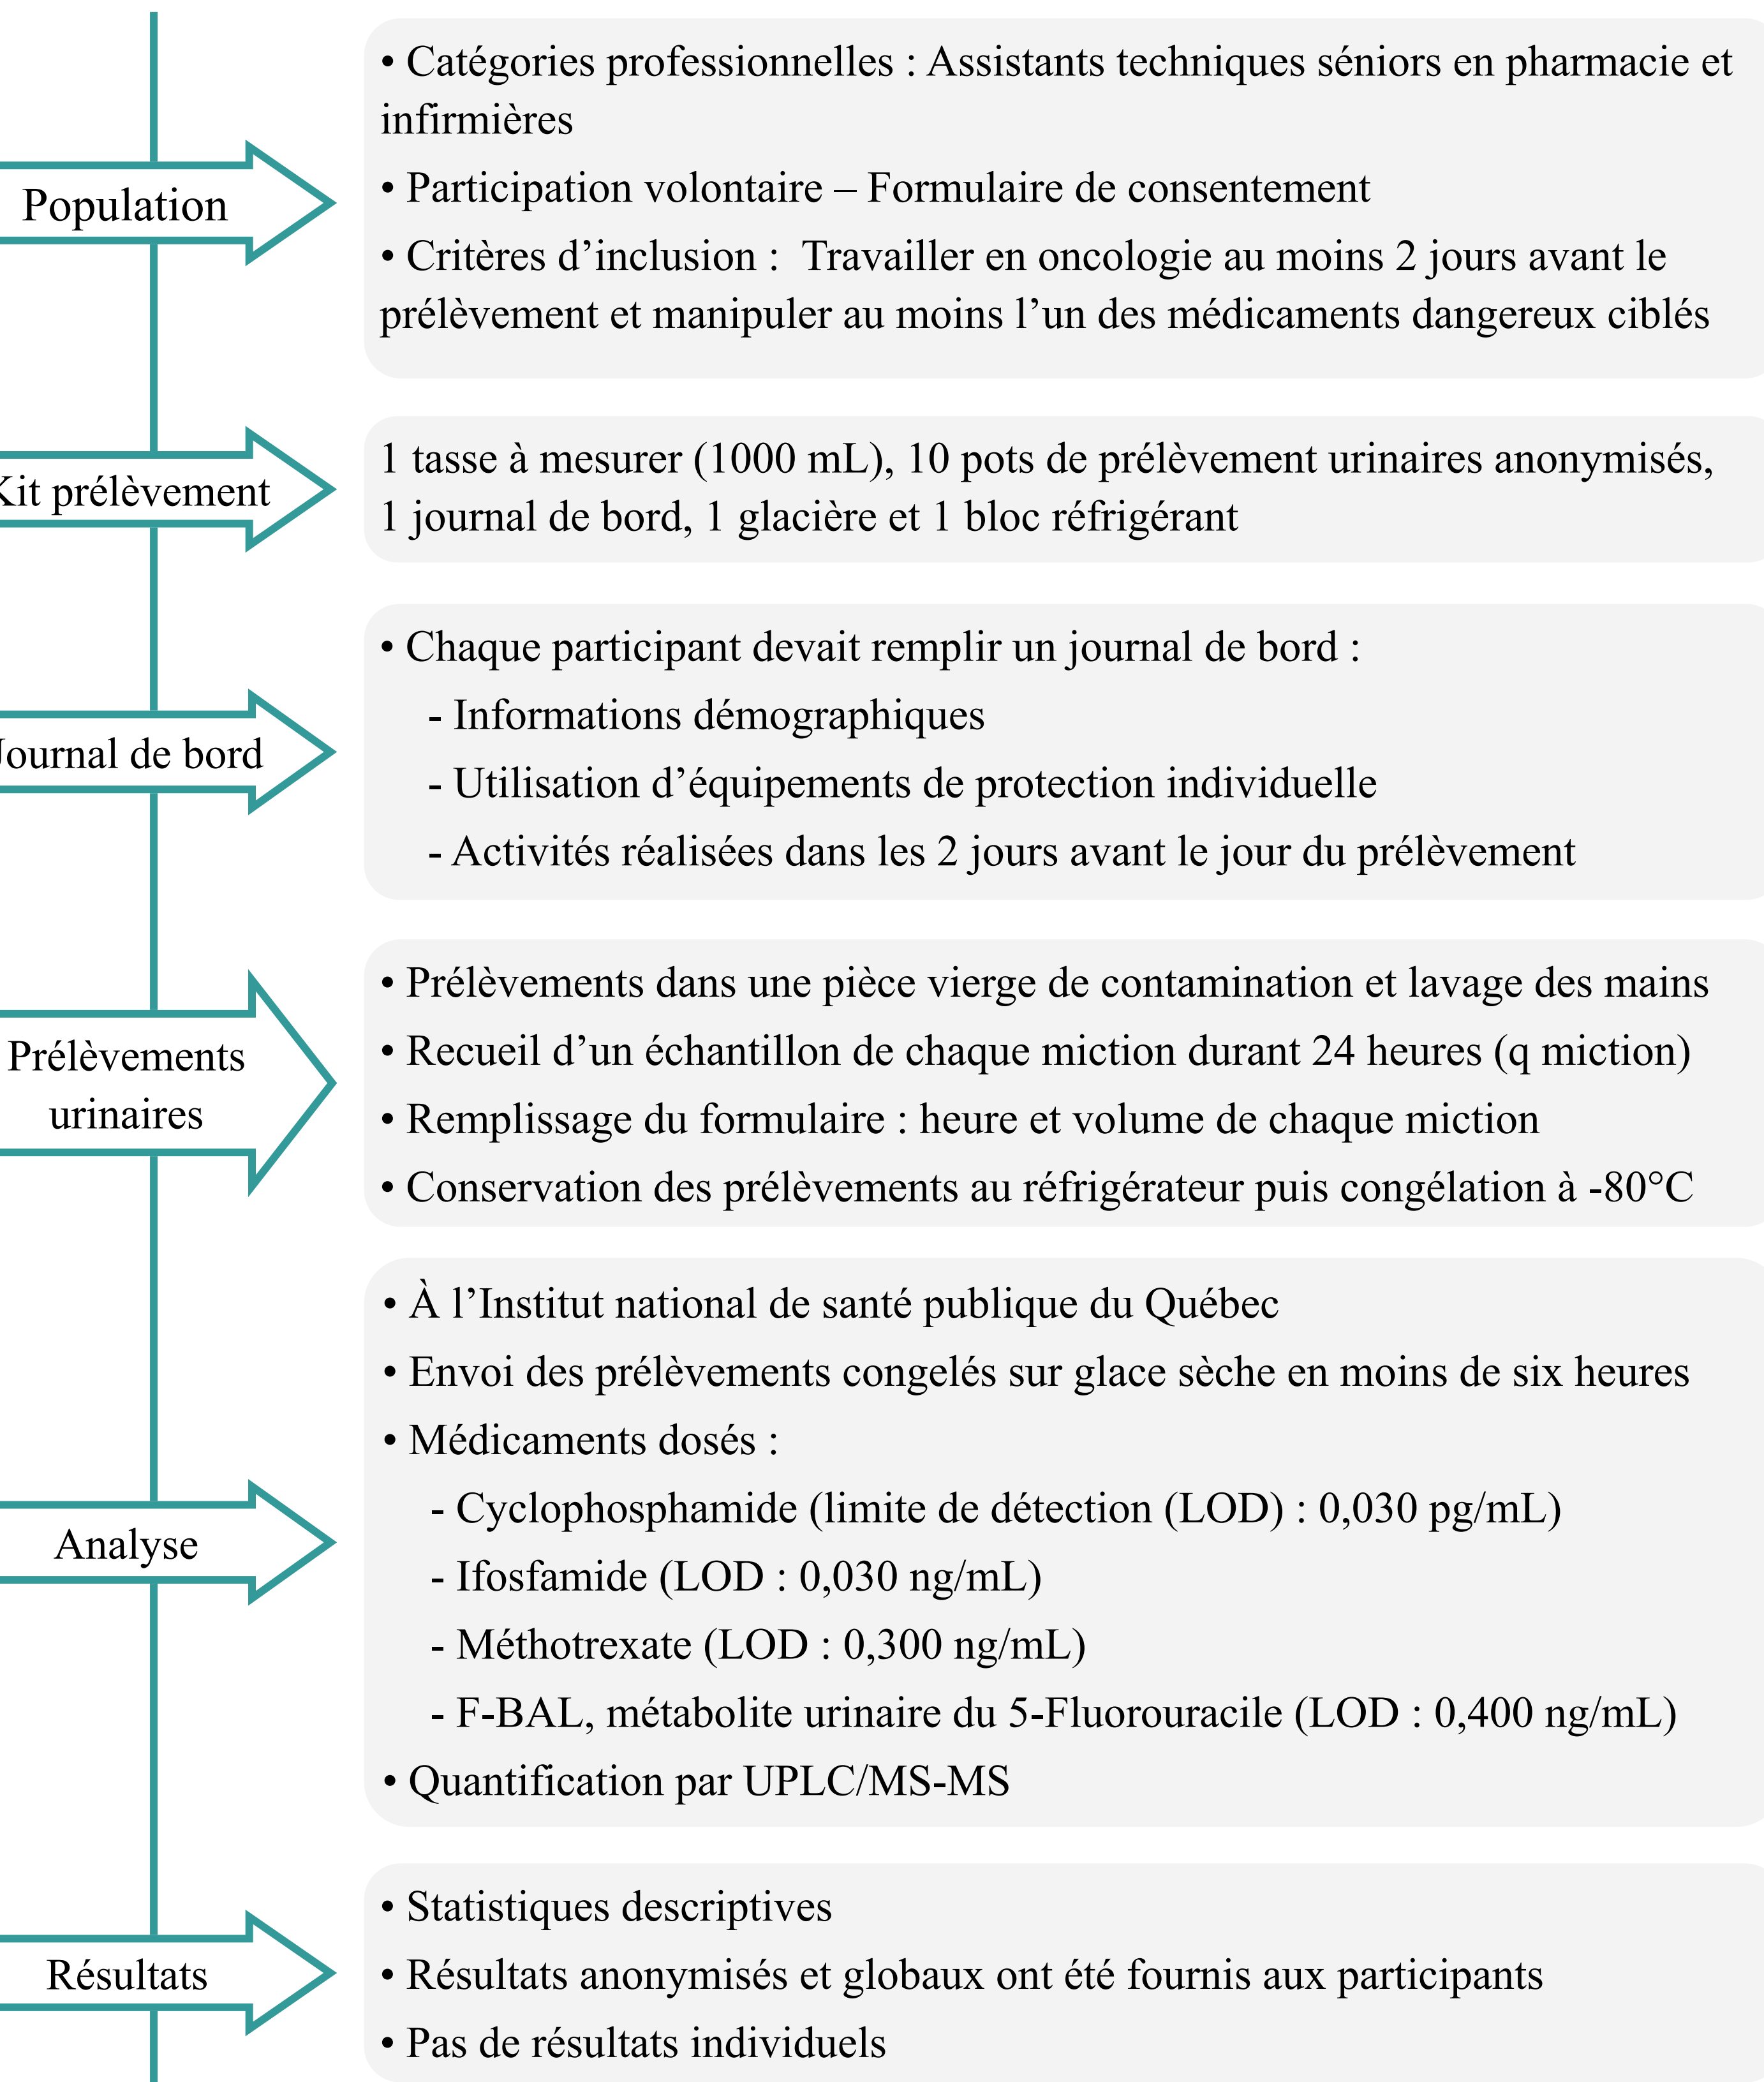 Population
• Catégories professionnelles : Assistants techniques séniors en pharmacie et
infirmières
• Participation volontaire – Formulaire de consentement
• Critères d’inclusion : Travailler en oncologie au moins 2 jours avant le
prélèvement et manipuler au moins l’un des médicaments dangereux ciblés
Kit prélèvement
1 tasse à mesurer (1000 mL), 10 pots de prélèvement urinaires anonymisés,
1 journal de bord, 1 glacière et 1 bloc réfrigérant
Journal de bord
• Chaque participant devait remplir un journal de bord :
- Informations démographiques
- Utilisation d’équipements de protection individuelle
- Activités réalisées dans les 2 jours avant le jour du prélèvement
Prélèvements
urinaires
• Prélèvements dans une pièce vierge de contamination et lavage des mains
• Recueil d’un échantillon de chaque miction durant 24 heures (q miction)
• Remplissage du formulaire : heure et volume de chaque miction
• Conservation des prélèvements au réfrigérateur puis congélation à -80°C
Analyse
• À l’Institut national de santé publique du Québec
• Envoi des prélèvements congelés sur glace sèche en moins de six heures
• Médicaments dosés :
- Cyclophosphamide (limite de détection (LOD) : 0,030 pg/mL)
- Ifosfamide (LOD : 0,030 ng/mL)
- Méthotrexate (LOD : 0,300 ng/mL)
- F-BAL, métabolite urinaire du 5-Fluorouracile (LOD : 0,400 ng/mL)
• Quantification par UPLC/MS-MS
Résultats
• Statistiques descriptives
• Résultats anonymisés et globaux ont été fournis aux participants
• Pas de résultats individuels